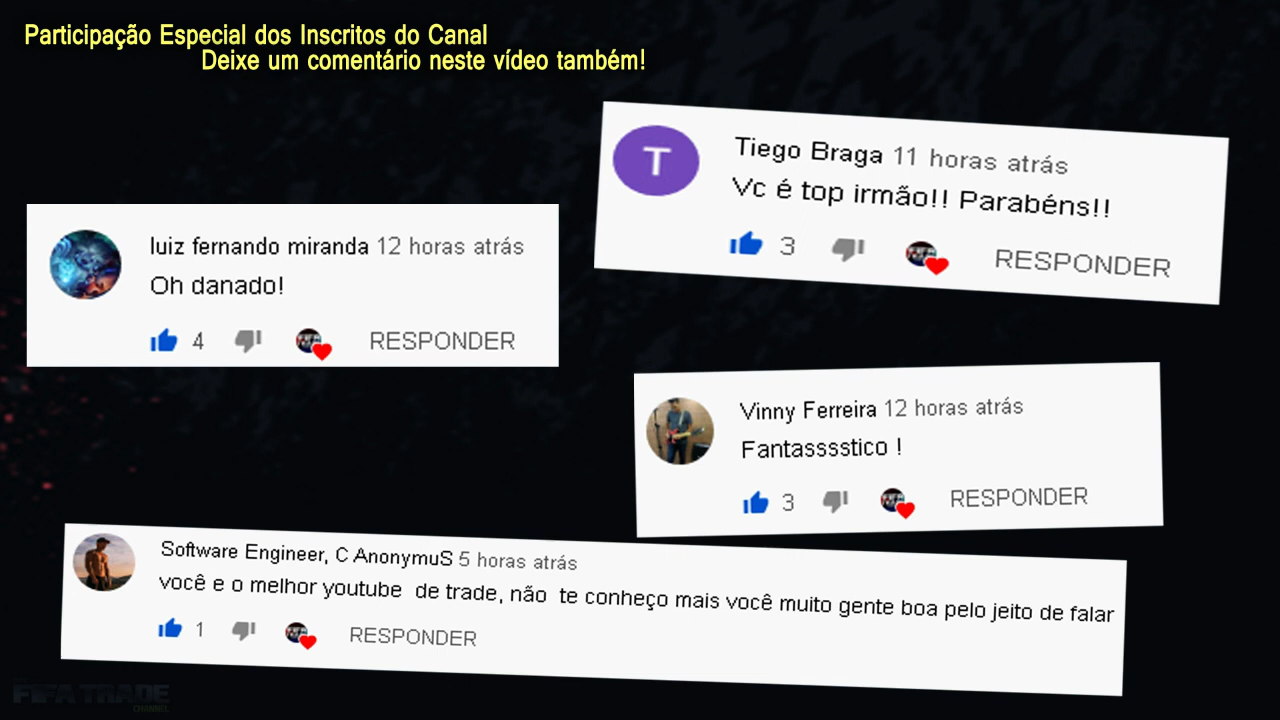 Participação Especial dos Inscritos do Canal
Deixe um comentário neste vídeo também!
T
Tiego Braga 11 horas atrás
Vc é top irmão!! Parabéns!!
3 RESPONDER
luiz fernando miranda 12 horas atrás
Oh danado!
4 RESPONDER
Vinny Ferreira 12 horas atrás
Fantasssstico !
3 RESPONDER
Software Engineer, C AnonymuS 5 horas atrás
você e o melhor youtube de trade, não te conheço mais você muito gente boa pelo jeito de falar
1 RESPONDER
FIFA TRADE
CHANNEL